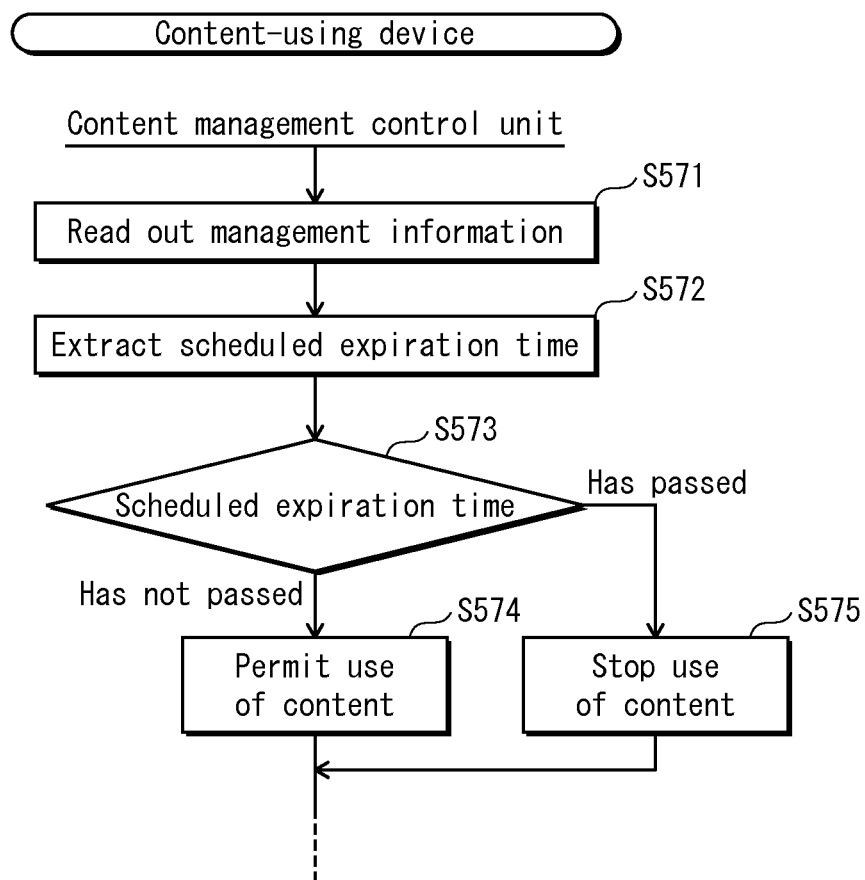 Content-using device
Content management control unit
S571
Read out management information
S572
Extract scheduled expiration time
S573
Scheduled expiration time
Has passed
Has not passed
S574
S575
Permit use
of content
Stop use
of content